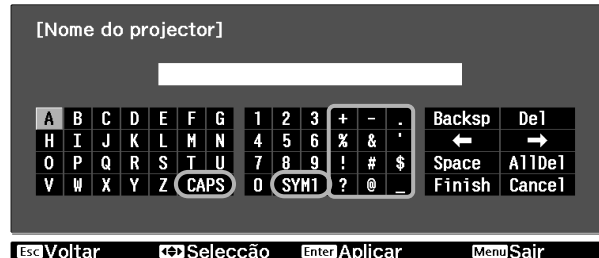 [Nome do projector]
A B C D E F G 1 2 3 + - . Backsp Del
H I J K L M N 4 5 6 % & ' ← →
O P Q R S T U 7 8 9 ! # $ Space AllDel
V W X Y Z CAPS 0 SYM1 ? @ _ Finish Cancel
Esc Voltar Selecção Enter Aplicar Menu Sair